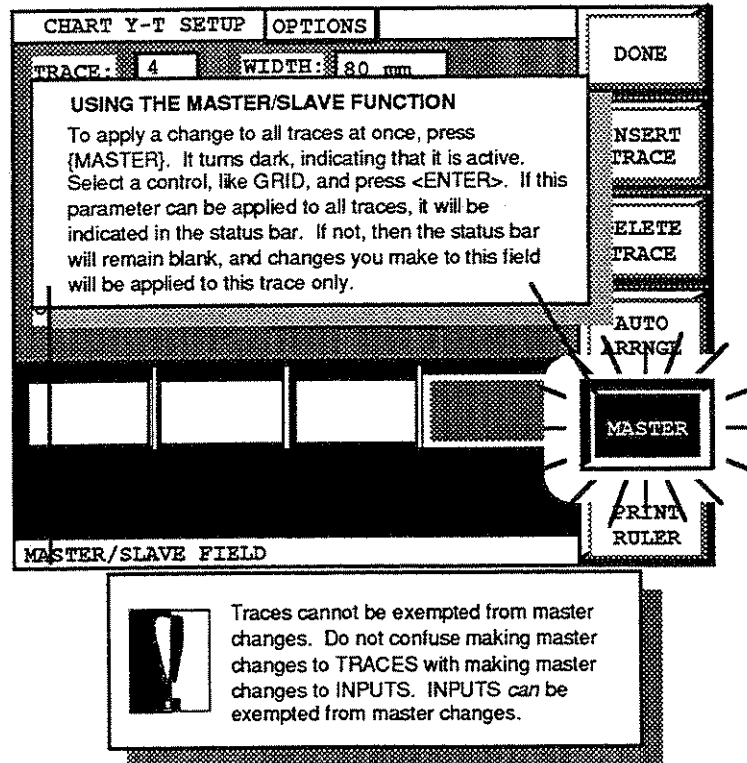 CHART Y-T SETUP OPTIONS
TRACE: 4 WIDTH: 80 mm
USING THE MASTER/SLAVE FUNCTION
To apply a change to all traces at once, press
{MASTER}. It turns dark, indicating that it is active.
Select a control, like GRID, and press <ENTER>. If this
parameter can be applied to all traces, it will be
indicated in the status bar. If not, then the status bar
will remain blank, and changes you make to this field
will be applied to this trace only.
DONE
NSERT
TRACE
ELETE
TRACE
AUTO
ARRNGE
MASTER
PRINT
RULER
MASTER/SLAVE FIELD
Traces cannot be exempted from master
changes. Do not confuse making master
changes to TRACES with making master
changes to INPUTS. INPUTS can be
exempted from master changes.